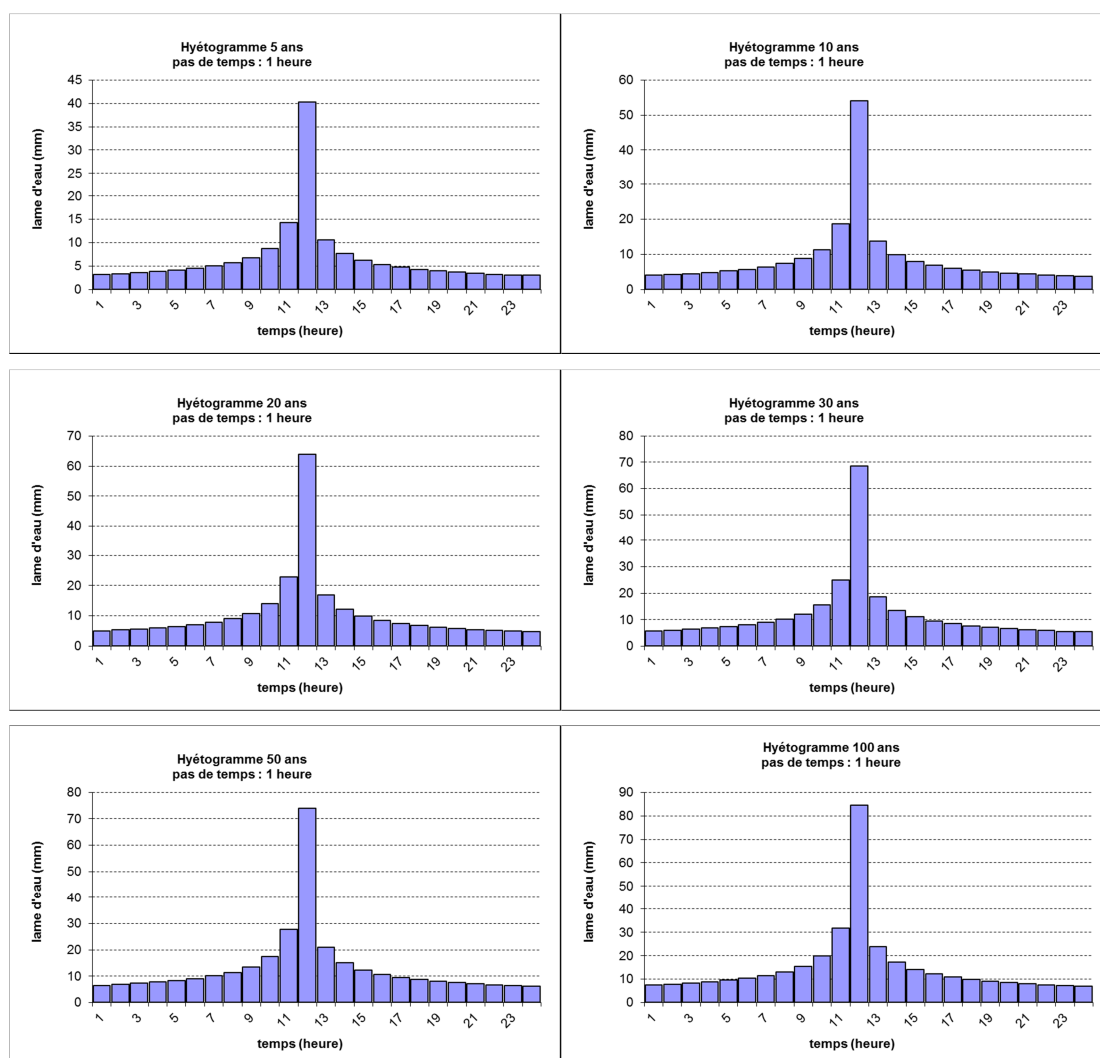 Hyétogramme 5 ans
pas de temps : 1 heure
45
40
35
30
25
20
15
10
5
0
lame d'eau (mm)
1 3 5 7 9 11 13 15 17 19 21 23
temps (heure)
Hyétogramme 10 ans
pas de temps : 1 heure
60
50
40
30
20
10
0
lame d'eau (mm)
1 3 5 7 9 11 13 15 17 19 21 23
temps (heure)
Hyétogramme 20 ans
pas de temps : 1 heure
70
60
50
40
30
20
10
0
lame d'eau (mm)
1 3 5 7 9 11 13 15 17 19 21 23
temps (heure)
Hyétogramme 30 ans
pas de temps : 1 heure
80
70
60
50
40
30
20
10
0
lame d'eau (mm)
1 3 5 7 9 11 13 15 17 19 21 23
temps (heure)
Hyétogramme 50 ans
pas de temps : 1 heure
80
70
60
50
40
30
20
10
0
lame d'eau (mm)
1 3 5 7 9 11 13 15 17 19 21 23
temps (heure)
Hyétogramme 100 ans
pas de temps : 1 heure
90
80
70
60
50
40
30
20
10
0
lame d'eau (mm)
1 3 5 7 9 11 13 15 17 19 21 23
temps (heure)